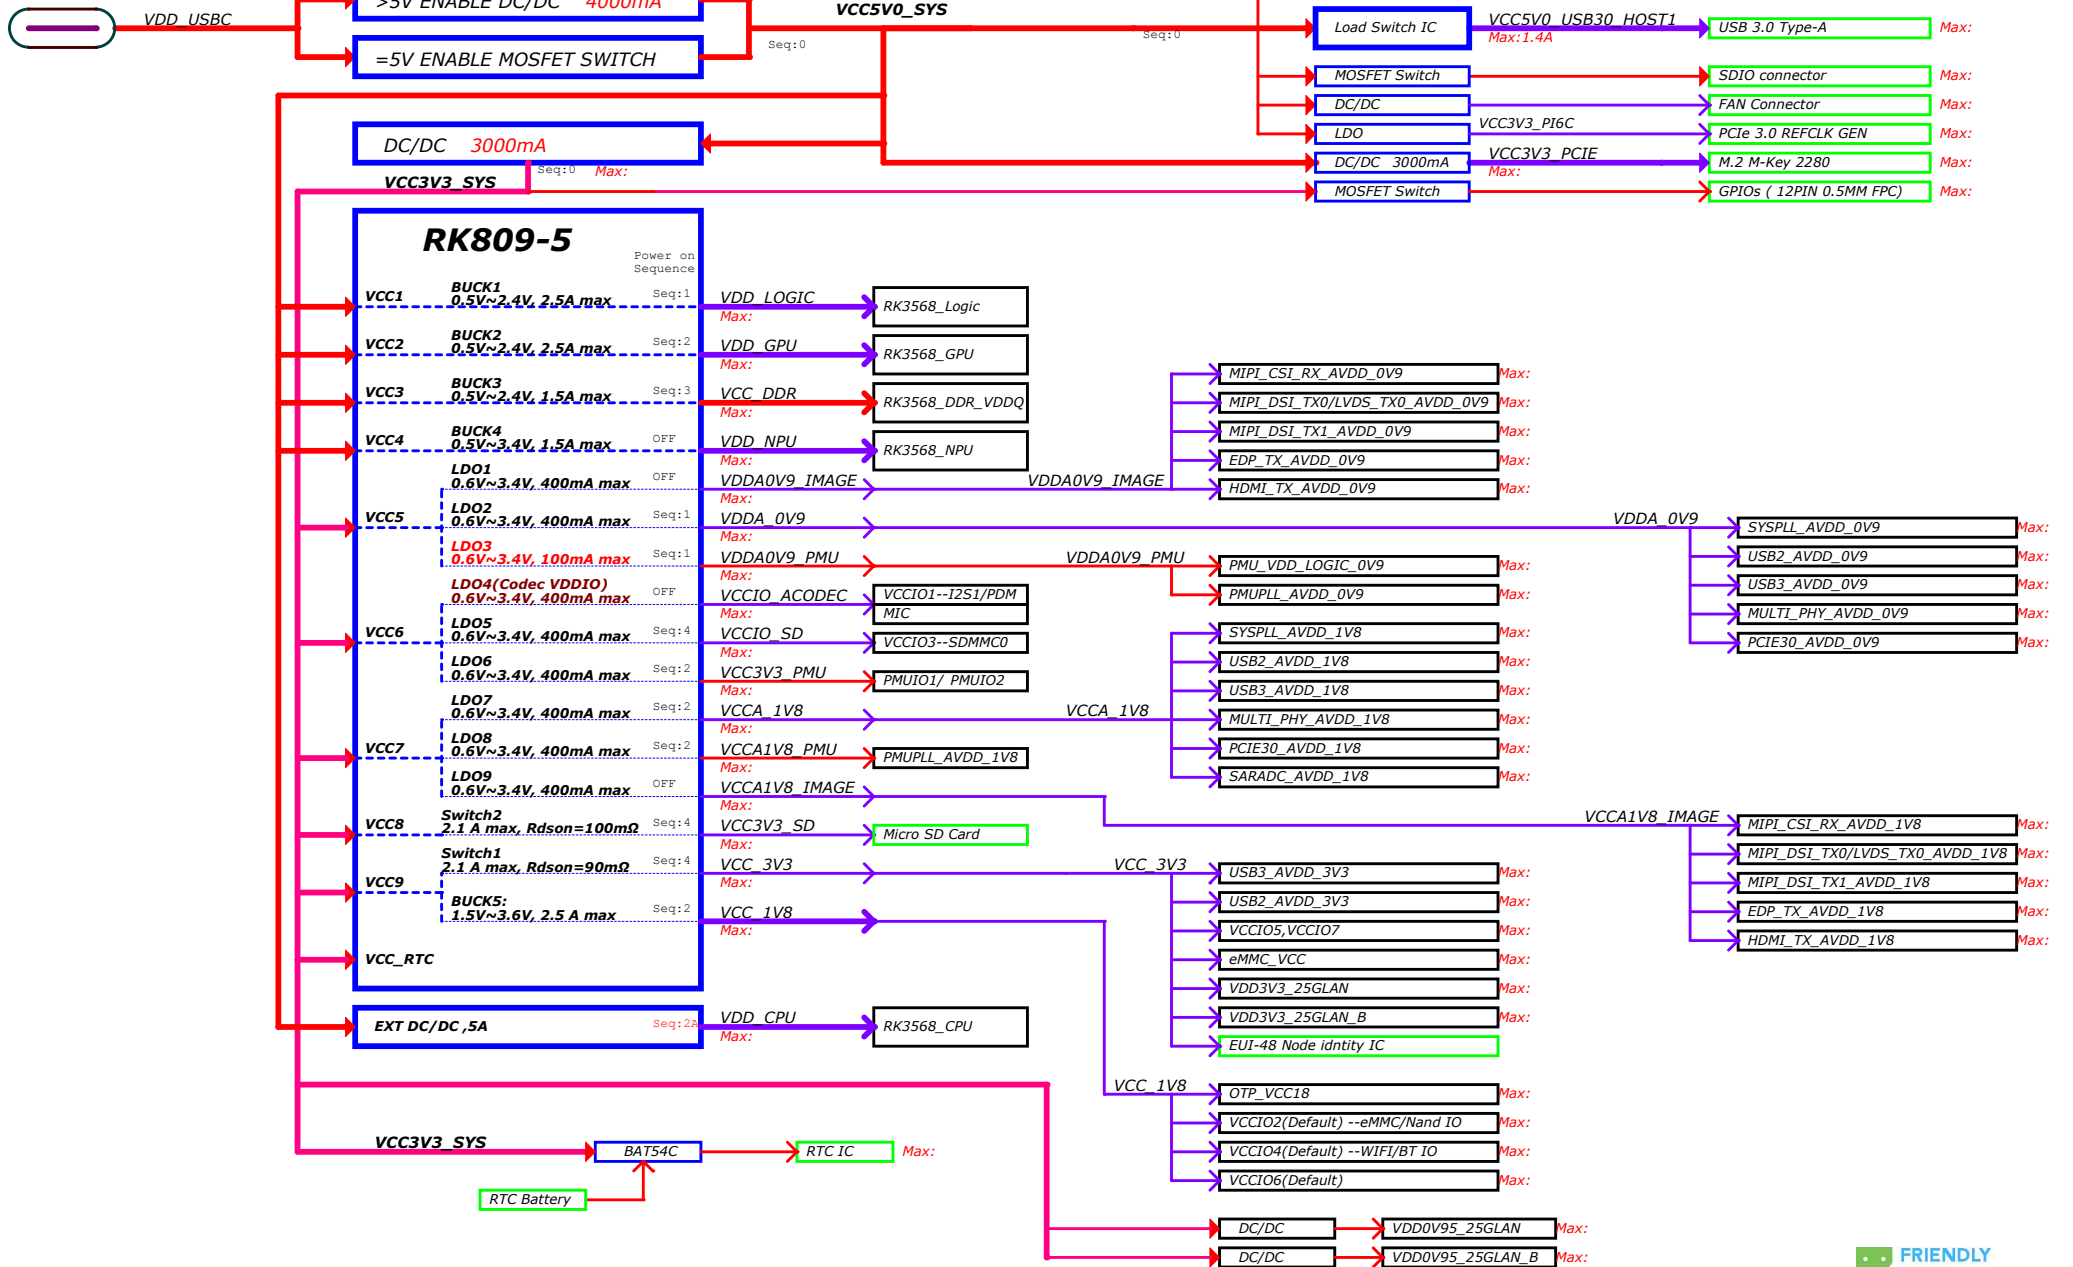 VDD_USBC
>5V ENABLE DC/DC 4000mA
=5V ENABLE MOSFET SWITCH
VCC5V0_SYS
Seq:0
Seq:0
Load Switch IC
VCC5V0_USB30_HOST1
Max:1.4A
USB 3.0 Type-A
Max:
MOSFET Switch
SDIO connector
Max:
DC/DC
FAN Connector
Max:
LDO
VCC3V3_PI6C
PCIe 3.0 REFCLK GEN
Max:
DC/DC 3000mA
VCC3V3_PCIE
Max:
M.2 M-Key 2280
Max:
MOSFET Switch
GPIOs ( 12PIN 0.5MM FPC)
Max:
DC/DC 3000mA
Seq:0
Max:
VCC3V3_SYS
RK809-5
Power on
Sequence
VCC1
BUCK1
0.5V~2.4V, 2.5A max
Seq:1
VDD_LOGIC
Max:
RK3568_Logic
VCC2
BUCK2
0.5V~2.4V, 2.5A max
Seq:2
VDD_GPU
Max:
RK3568_GPU
VCC3
BUCK3
0.5V~2.4V, 1.5A max
Seq:3
VCC_DDR
Max:
RK3568_DDR_VDDQ
VCC4
BUCK4
0.5V~3.4V, 1.5A max
OFF
VDD_NPU
Max:
RK3568_NPU
LDO1
0.6V~3.4V, 400mA max
OFF
VDDA0V9_IMAGE
Max:
VDDA0V9_IMAGE
MIPI_CSI_RX_AVDD_0V9
Max:
MIPI_DSI_TX0/LVDS_TX0_AVDD_0V9
Max:
MIPI_DSI_TX1_AVDD_0V9
Max:
EDP_TX_AVDD_0V9
Max:
HDMI_TX_AVDD_0V9
Max:
VCC5
LDO2
0.6V~3.4V, 400mA max
Seq:1
VDDA_0V9
Max:
VDDA_0V9
SYSPLL_AVDD_0V9
Max:
USB2_AVDD_0V9
Max:
USB3_AVDD_0V9
Max:
MULTI_PHY_AVDD_0V9
Max:
PCIE30_AVDD_0V9
Max:
LDO3
0.6V~3.4V, 100mA max
Seq:1
VDDA0V9_PMU
Max:
VDDA0V9_PMU
PMU_VDD_LOGIC_0V9
Max:
PMUPLL_AVDD_0V9
Max:
LDO4(Codec VDDIO)
0.6V~3.4V, 400mA max
OFF
VCCIO_ACODEC
Max:
VCCIO1--I2S1/PDM
MIC
VCC6
LDO5
0.6V~3.4V, 400mA max
Seq:4
VCCIO_SD
Max:
VCCIO3--SDMMC0
LDO6
0.6V~3.4V, 400mA max
Seq:2
VCC3V3_PMU
Max:
PMUIO1/ PMUIO2
LDO7
0.6V~3.4V, 400mA max
Seq:2
VCCA_1V8
Max:
VCCA_1V8
SYSPLL_AVDD_1V8
Max:
USB2_AVDD_1V8
Max:
USB3_AVDD_1V8
Max:
MULTI_PHY_AVDD_1V8
Max:
PCIE30_AVDD_1V8
Max:
SARADC_AVDD_1V8
Max:
VCC7
LDO8
0.6V~3.4V, 400mA max
Seq:2
VCCA1V8_PMU
Max:
PMUPLL_AVDD_1V8
LDO9
0.6V~3.4V, 400mA max
OFF
VCCA1V8_IMAGE
Max:
VCCA1V8_IMAGE
MIPI_CSI_RX_AVDD_1V8
Max:
MIPI_DSI_TX0/LVDS_TX0_AVDD_1V8
Max:
MIPI_DSI_TX1_AVDD_1V8
Max:
EDP_TX_AVDD_1V8
Max:
HDMI_TX_AVDD_1V8
Max:
VCC8
Switch2
2.1 A max, Rdson=100mΩ
Seq:4
VCC3V3_SD
Max:
Micro SD Card
VCC9
Switch1
2.1 A max, Rdson=90mΩ
Seq:4
VCC_3V3
Max:
VCC_3V3
USB3_AVDD_3V3
Max:
USB2_AVDD_3V3
Max:
VCCIO5,VCCIO7
Max:
eMMC_VCC
Max:
VDD3V3_25GLAN
Max:
VDD3V3_25GLAN_B
Max:
EUI-48 Node idntity IC
BUCK5:
1.5V~3.6V, 2.5 A max
Seq:2
VCC_1V8
Max:
VCC_RTC
EXT DC/DC ,5A
Seq:2A
VDD_CPU
Max:
RK3568_CPU
VCC_1V8
OTP_VCC18
Max:
VCCIO2(Default) --eMMC/Nand IO
Max:
VCCIO4(Default) --WIFI/BT IO
Max:
VCCIO6(Default)
Max:
VCC3V3_SYS
BAT54C
RTC IC
Max:
RTC Battery
DC/DC
VDD0V95_25GLAN
Max:
DC/DC
VDD0V95_25GLAN_B
Max:
FRIENDLY